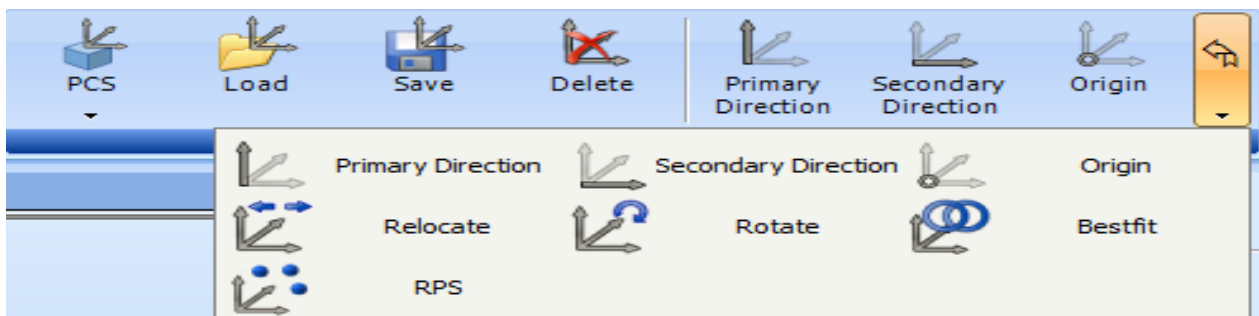 PCS Load Save Delete Primary Direction Secondary Direction Origin
Primary Direction Secondary Direction Origin
Relocate Rotate Bestfit
RPS